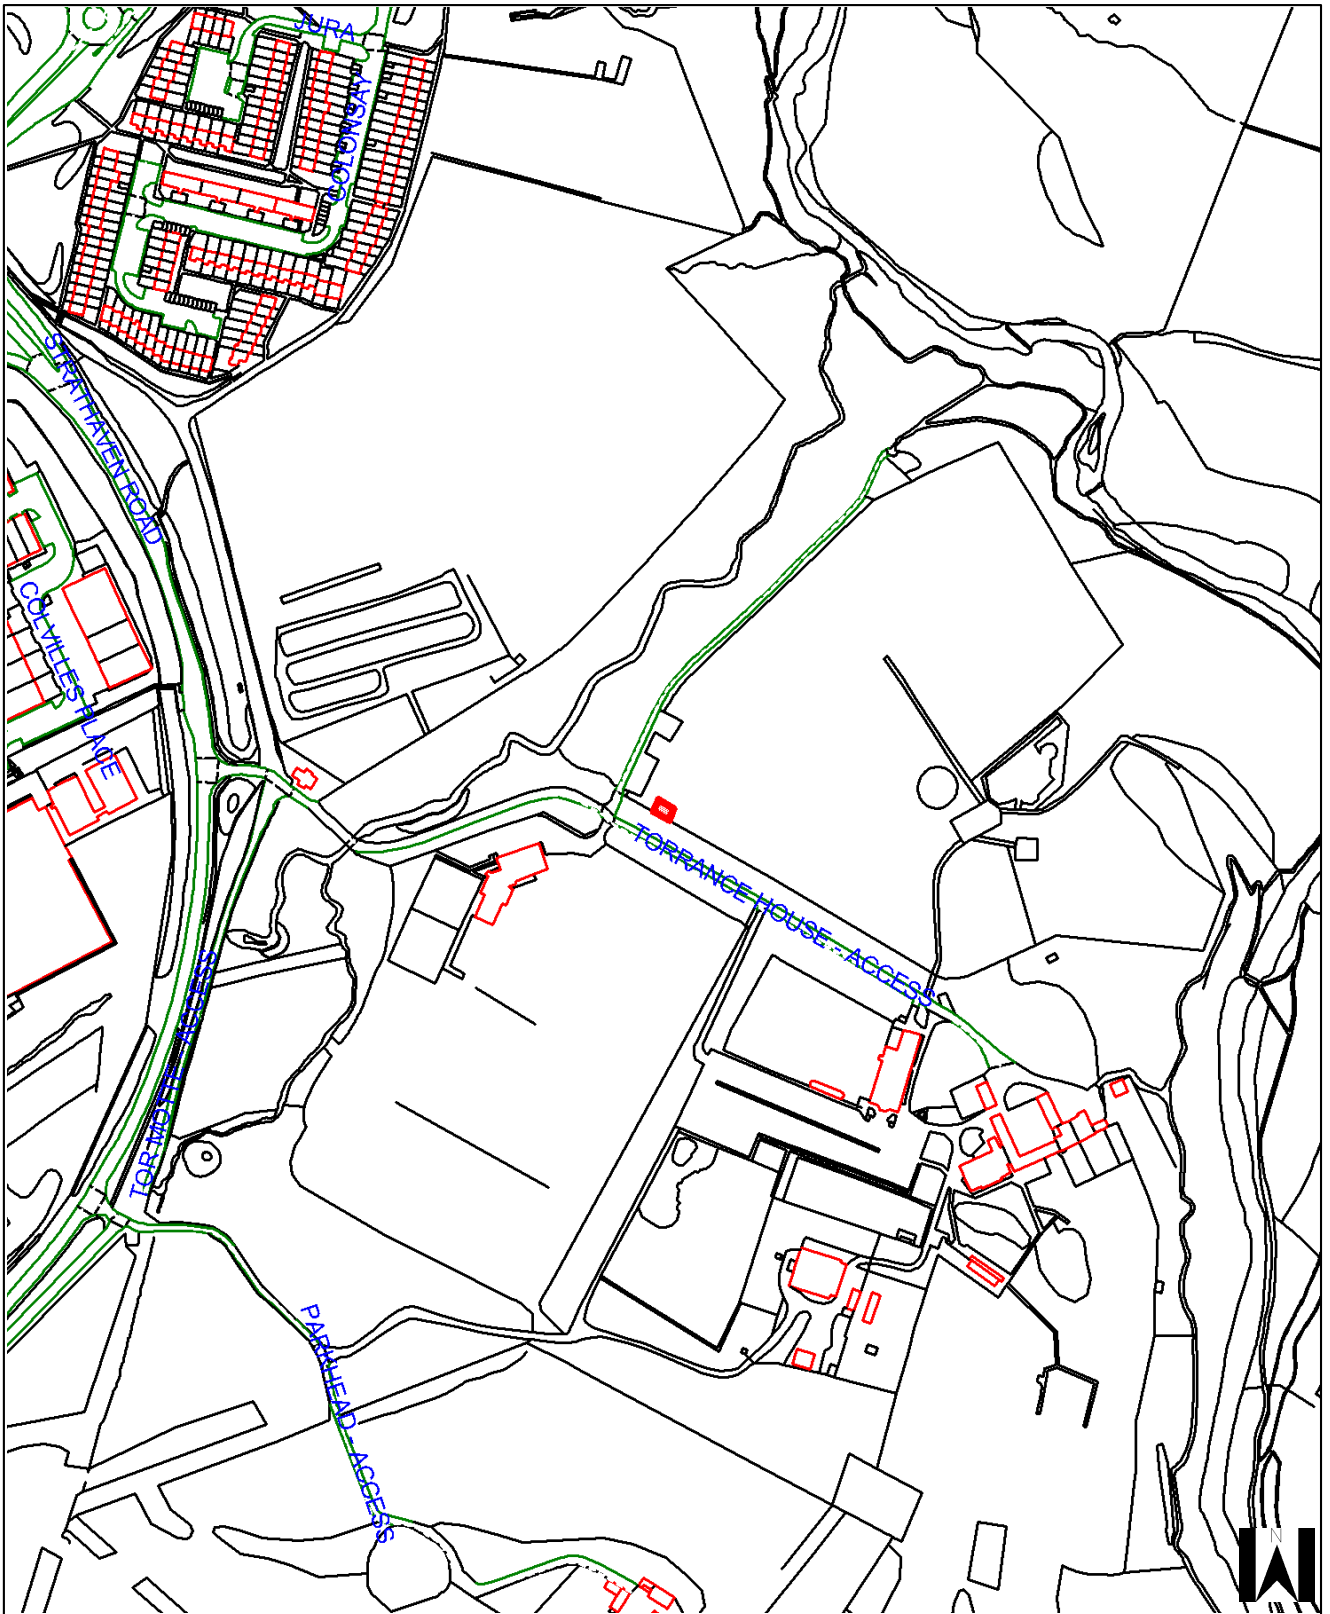 JURA
COLONSAY
STRATHAVEN ROAD
COLVILLES PLACE
TORRANCE HOUSE - ACCESS
TOR MOTTE - ACCESS
PARKHEAD - ACCESS
N